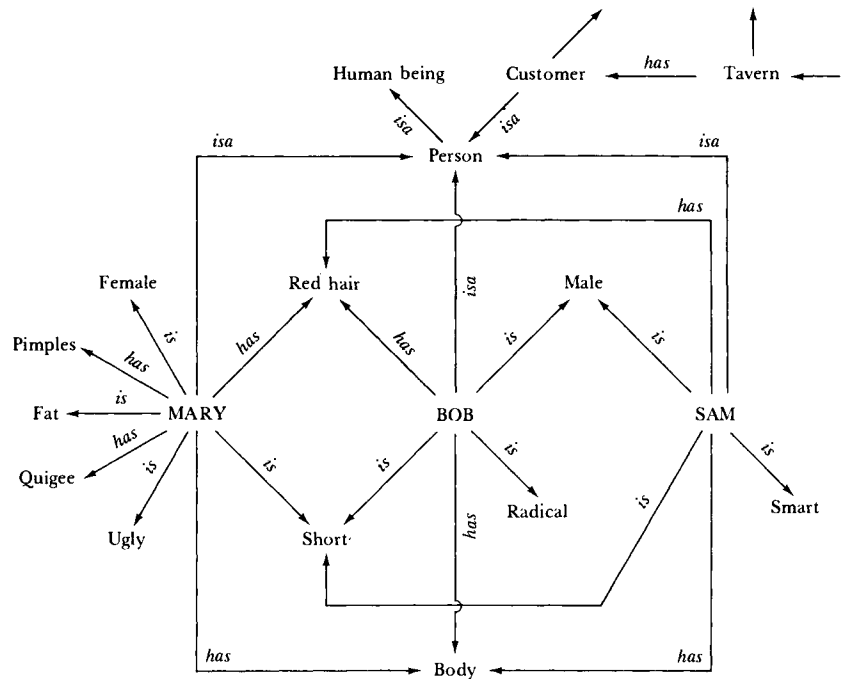 has
Human being
Customer
Tavern
isa
isa
isa
Person
isa
has
Female
Red hair
Male
isa
is
has
has
is
is
Pimples
has
Fat
is
MARY
BOB
SAM
has
is
is
is
is
is
Quigee
is
Radical
Smart
Ugly
Short
has
has
has
Body